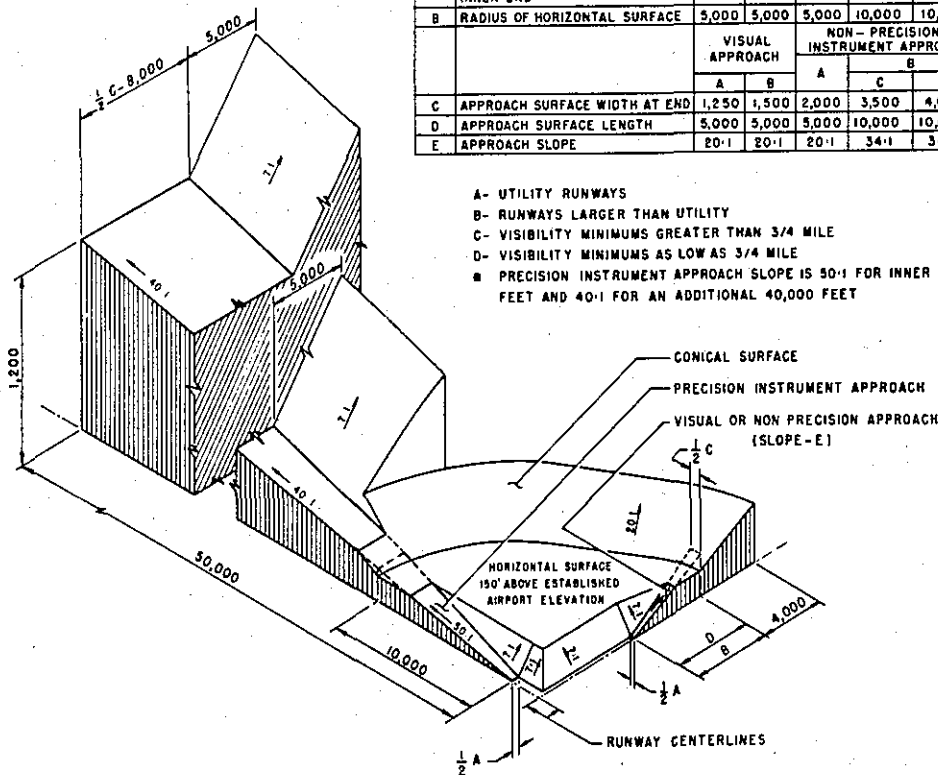 B RADIUS OF HORIZONTAL SURFACE 5,000 5,000 5,000 10,000 10,
VISUAL APPROACH
NON-PRECISION INSTRUMENT APPRO
A B A B
C
C APPROACH SURFACE WIDTH AT END 1,250 1,500 2,000 3,500 4,
D APPROACH SURFACE LENGTH 5,000 5,000 5,000 10,000 10,
E APPROACH SLOPE 20:1 20:1 20:1 34:1 3
A- UTILITY RUNWAYS
B- RUNWAYS LARGER THAN UTILITY
C- VISIBILITY MINIMUMS GREATER THAN 3/4 MILE
D- VISIBILITY MINIMUMS AS LOW AS 3/4 MILE
PRECISION INSTRUMENT APPROACH SLOPE IS 50:1 FOR INNER
FEET AND 40:1 FOR AN ADDITIONAL 40,000 FEET
5,000
1/2 C-8,000
7:1
40:1
5,000
1,200
7:1
40:1
CONICAL SURFACE
PRECISION INSTRUMENT APPROACH
VISUAL OR NON PRECISION APPROACH
[SLOPE-E]
1/2 C
20:1
HORIZONTAL SURFACE
150' ABOVE ESTABLISHED
AIRPORT ELEVATION
50,000
50:1
10,000
7:1
7:1
7:1
7:1
7:1
4,000
D
B
1/2 A
RUNWAY CENTERLINES
1/2 A